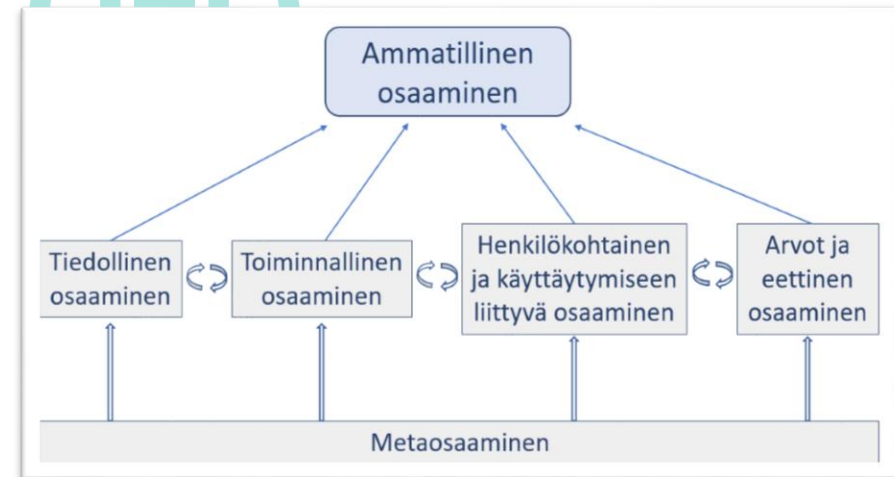 Ammatillinen
osaaminen
Tiedollinen
osaaminen
Toiminnallinen
osaaminen
Henkilökohtainen
ja käyttäytymiseen
liittyvä osaaminen
Arvot ja
eettinen
osaaminen
Metaosaaminen